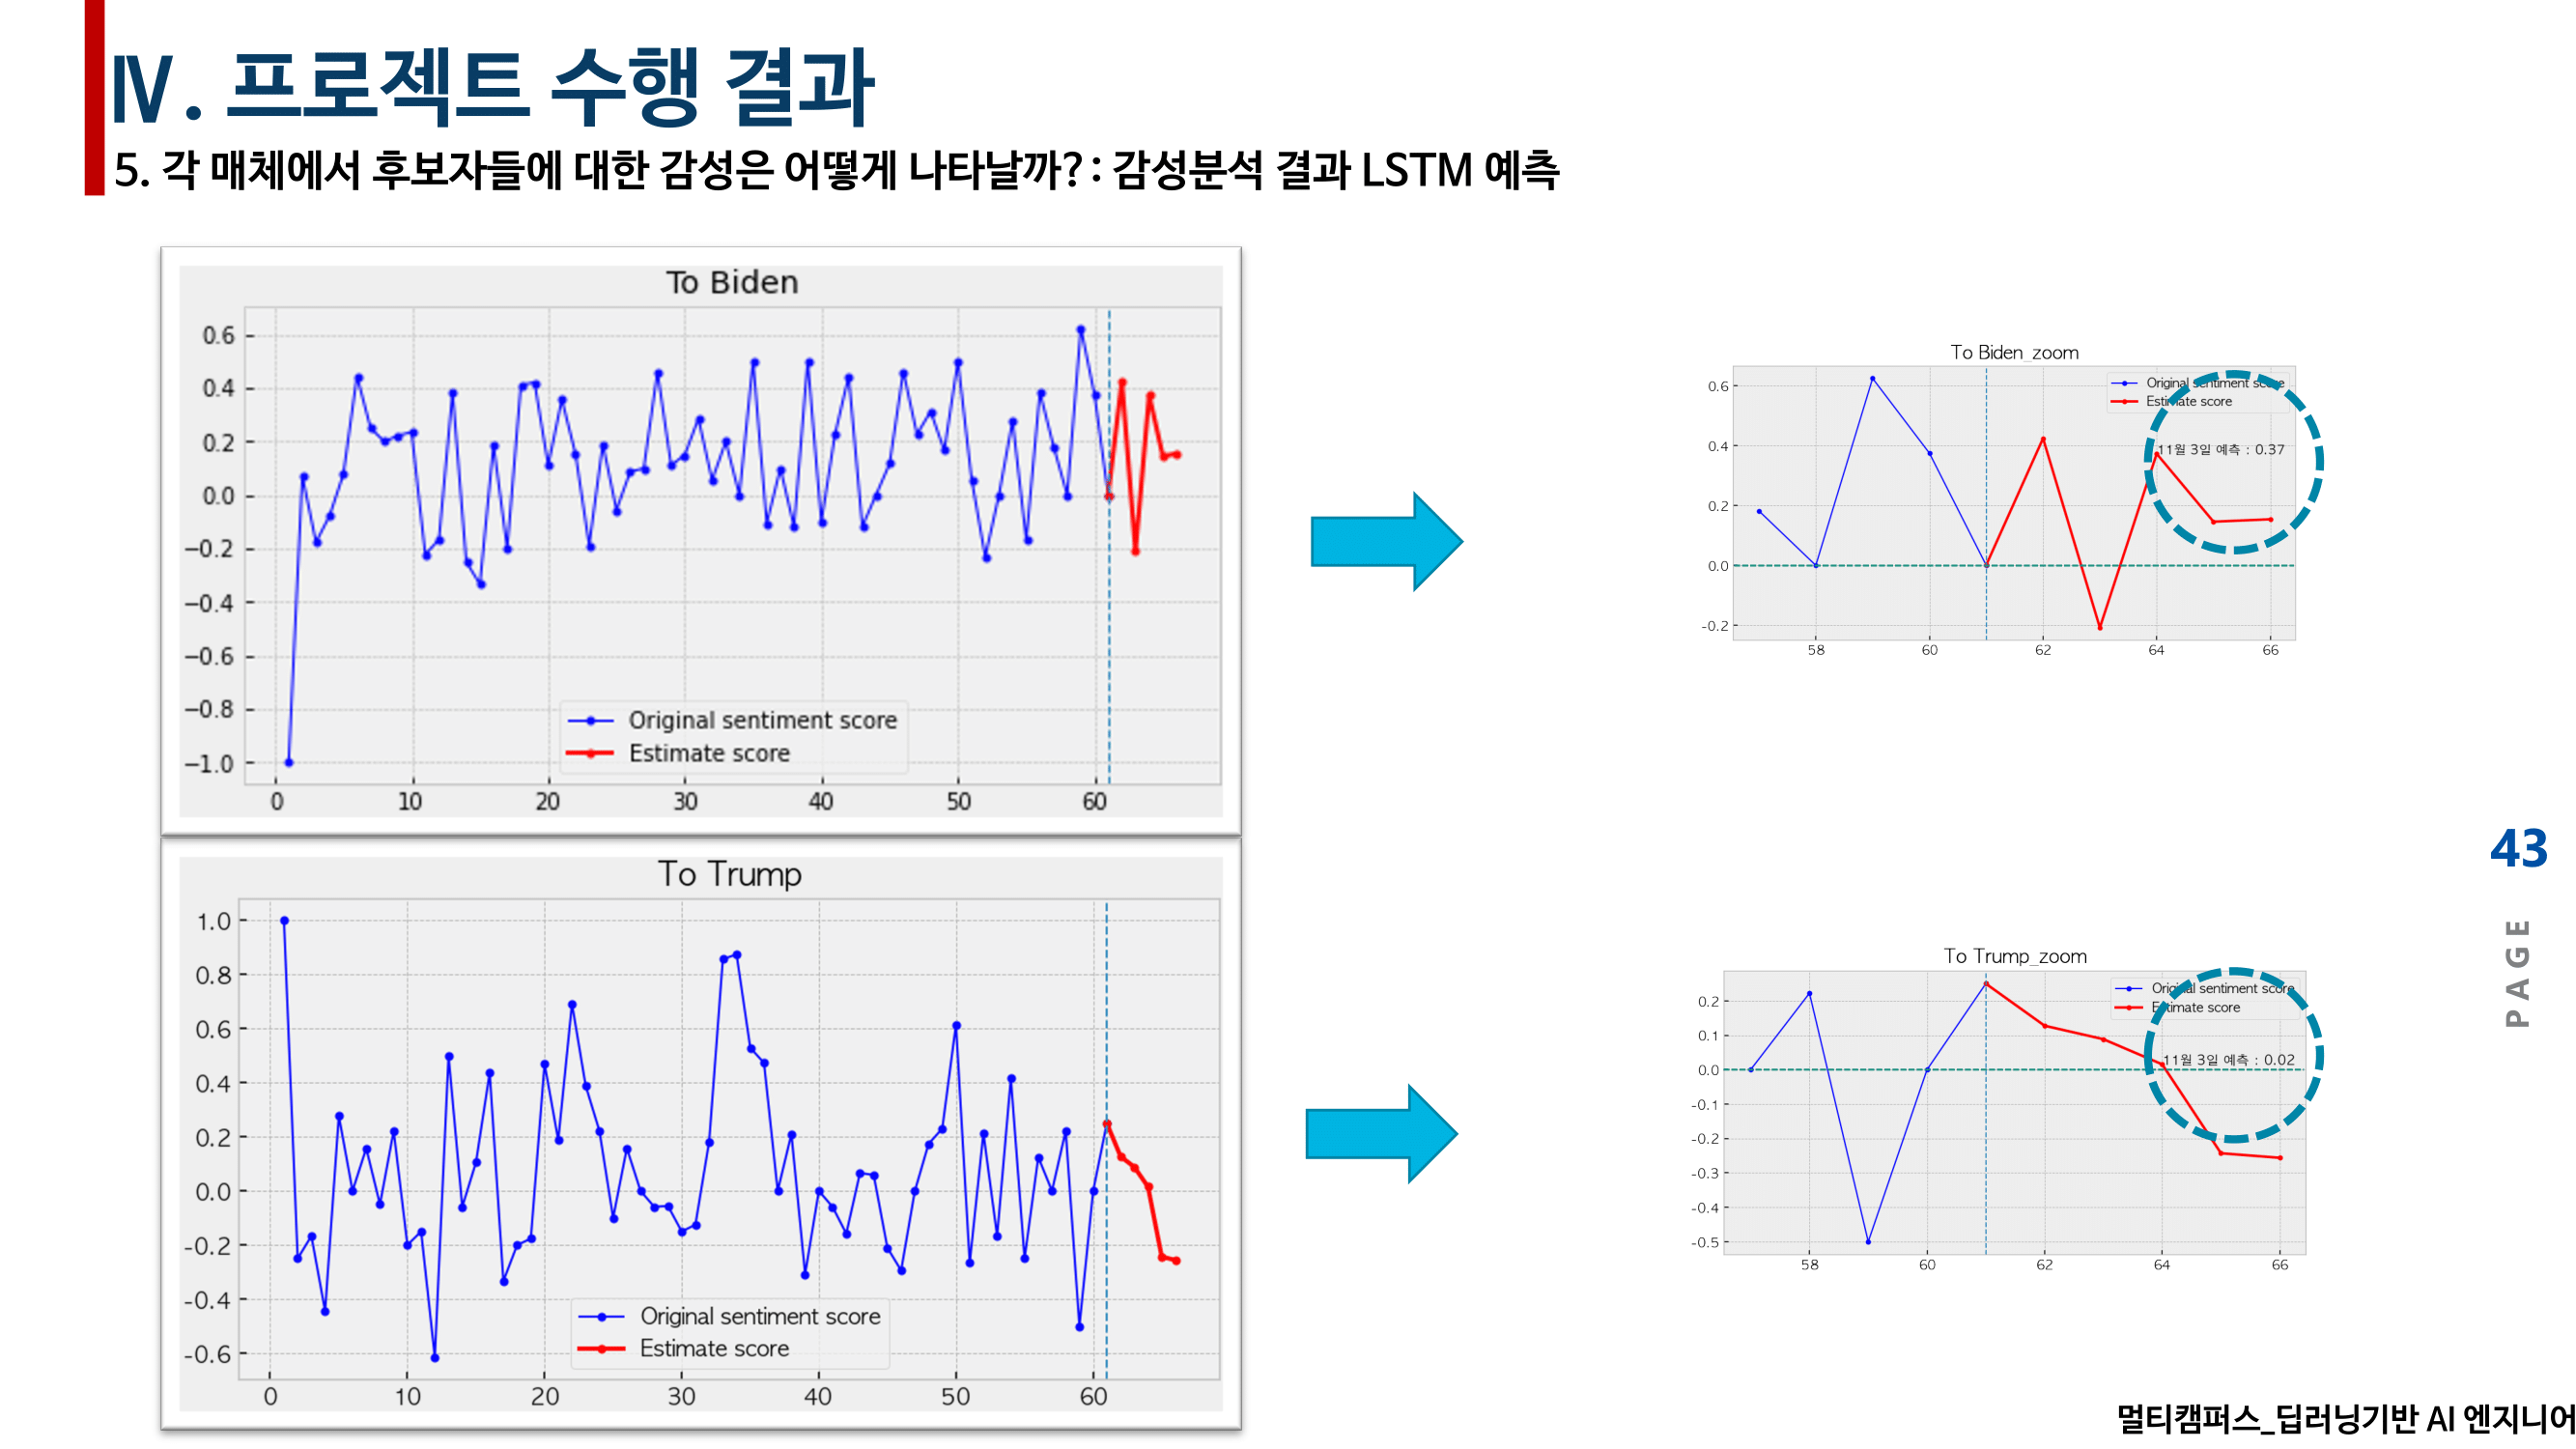 Ⅳ. 프로젝트 수행 결과
5. 각 매체에서 후보자들에 대한 감성은 어떻게 나타날까? : 감성분석 결과 LSTM 예측
To Biden
0.6
0.4
0.2
0.0
−0.2
−0.4
−0.6
−0.8
−1.0
Original sentiment score
Estimate score
0 10 20 30 40 50 60
To Biden_zoom
0.6
0.4
0.2
0.0
-0.2
Original sentiment score
Estimate score
11월 3일 예측 : 0.37
58 60 62 64 66
To Trump
1.0
0.8
0.6
0.4
0.2
0.0
-0.2
-0.4
-0.6
Original sentiment score
Estimate score
0 10 20 30 40 50 60
To Trump_zoom
0.2
0.1
0.0
-0.1
-0.2
-0.3
-0.4
-0.5
Original sentiment score
Estimate score
11월 3일 예측 : 0.02
58 60 62 64 66
43
PAGE
멀티캠퍼스_딥러닝기반 AI 엔지니어